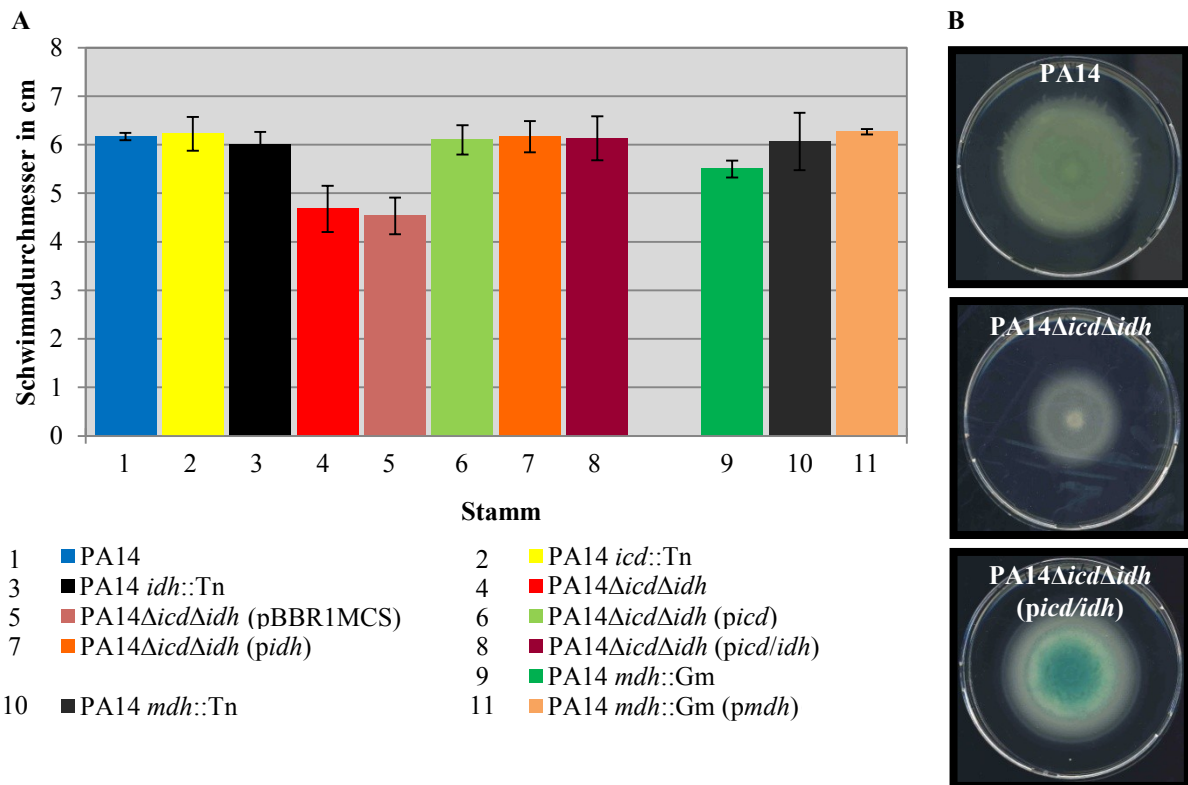 A
B
Schwimmdurchmesser in cm
8
7
6
5
4
3
2
1
0
1 2 3 4 5 6 7 8 9 10 11
Stamm
1 PA14
2 PA14 icd::Tn
3 PA14 idh::Tn
4 PA14ΔicdΔidh
5 PA14ΔicdΔidh (pBBR1MCS)
6 PA14ΔicdΔidh (picd)
7 PA14ΔicdΔidh (pidh)
8 PA14ΔicdΔidh (picd/idh)
9 PA14 mdh::Gm
10 PA14 mdh::Tn
11 PA14 mdh::Gm (pmdh)
PA14
PA14ΔicdΔidh
PA14ΔicdΔidh
(picd/idh)